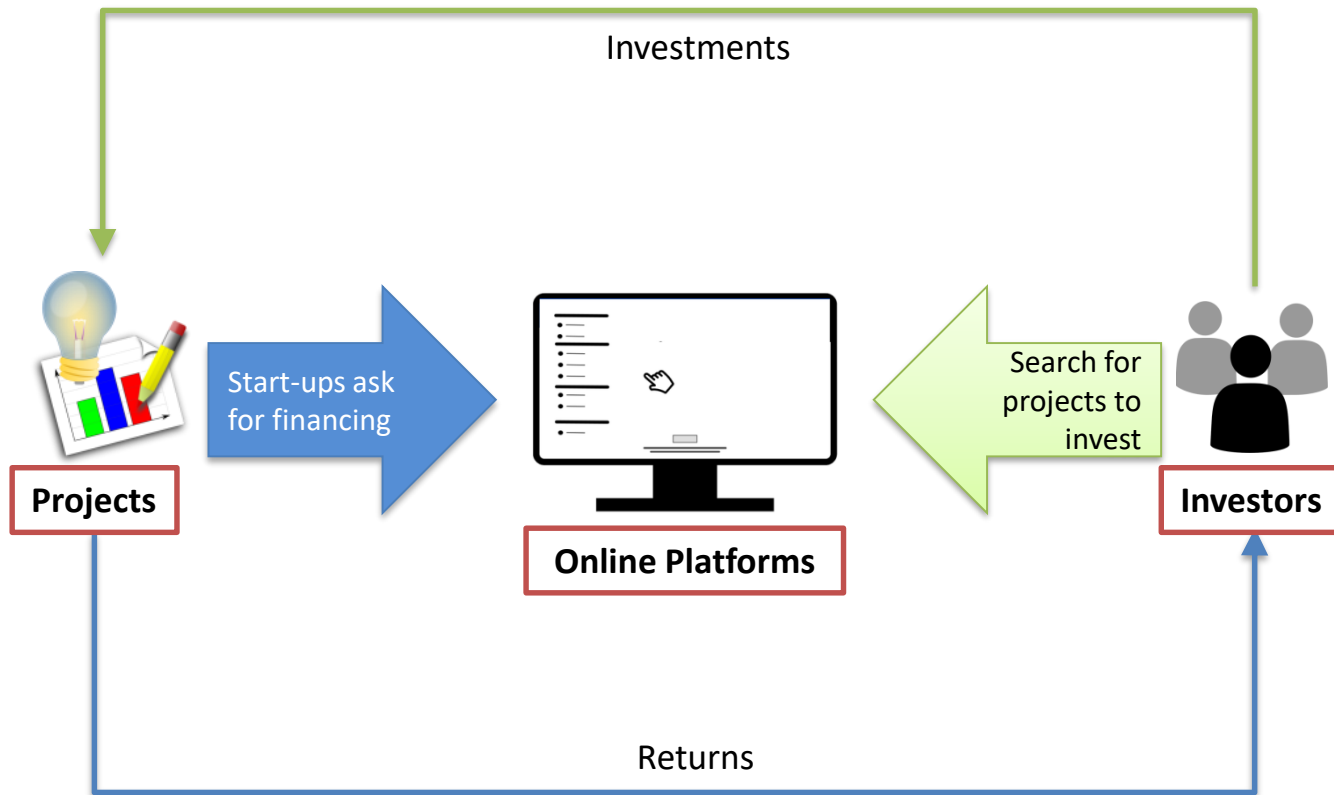 Investments
Start-ups ask
for financing
Search for
projects to
invest
Projects
Investors
Online Platforms
Returns